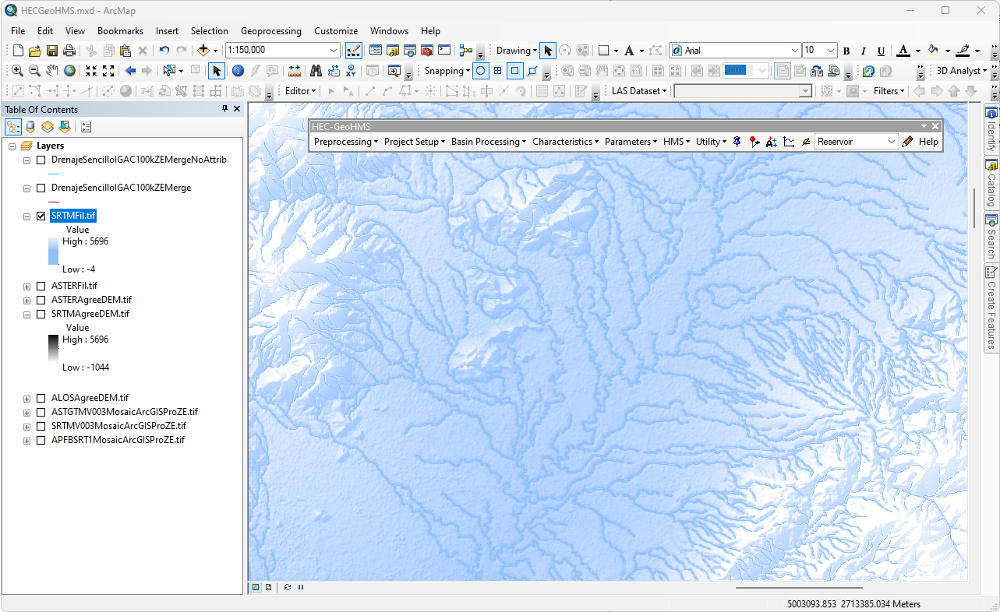 HECGeoHMS.mxd - ArcMap
File Edit View Bookmarks Insert Selection Geoprocessing Customize Windows Help
1:150,000 Drawing Arial 10 B I U A
Snapping 100% 3D Analyst
Editor LAS Dataset Filters
Table Of Contents
Layers
DrenajeSencilloIGAC100kZEMergeNoAttrib
DrenajeSencilloIGAC100kZEMerge
SRTMFil.tif
Value
High : 5696
Low : -4
ASTERFil.tif
ASTERAgreeDEM.tif
SRTMAgreeDEM.tif
Value
High : 5696
Low : -1044
ALOSAgreeDEM.tif
ASTGTMV003MosaicArcGISProZE.tif
SRTMV003MosaicArcGISProZE.tif
APFBSRT1MosaicArcGISProZE.tif
HEC-GeoHMS
Preprocessing Project Setup Basin Processing Characteristics Parameters HMS Utility Reservoir Help
Identify
Catalog
Search
Create Features
5003093.853 2713385.034 Meters